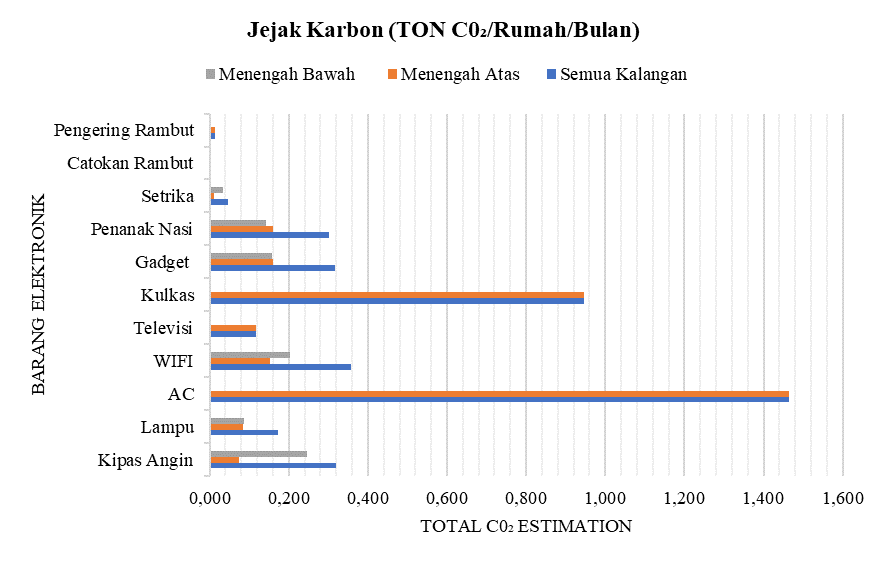 Jejak Karbon (TON C0₂/Rumah/Bulan)
Menengah Bawah Menengah Atas Semua Kalangan
BARANG ELEKTRONIK
Pengering Rambut
Catokan Rambut
Setrika
Penanak Nasi
Gadget
Kulkas
Televisi
WIFI
AC
Lampu
Kipas Angin
0,000 0,200 0,400 0,600 0,800 1,000 1,200 1,400 1,600
TOTAL C0₂ ESTIMATION